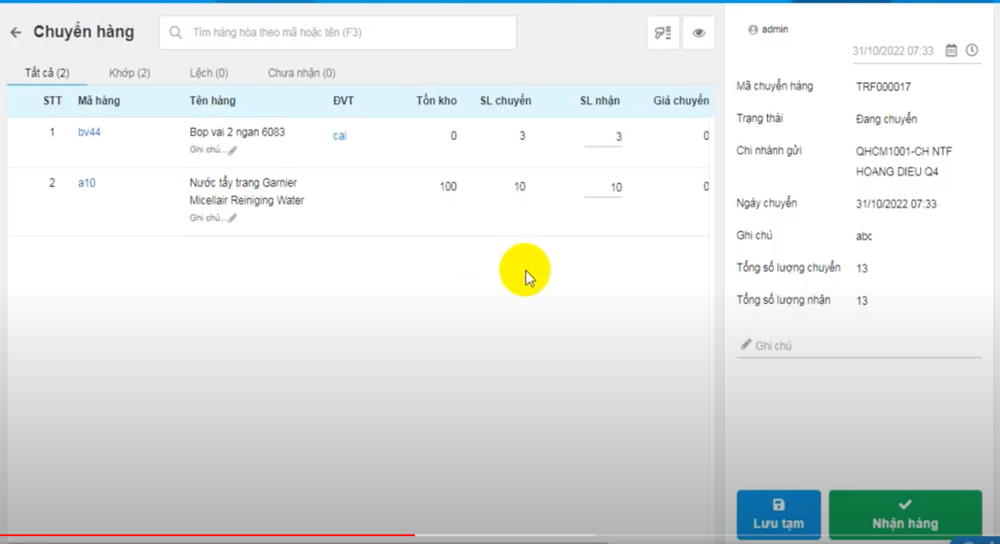 Chuyển hàng
Tìm hàng hóa theo mã hoặc tên (F3)
Tất cả (2) Khớp (2) Lệch (0) Chưa nhận (0)
STT Mã hàng Tên hàng ĐVT Tồn kho SL chuyển SL nhận Giá chuyển
1 bv44 Bop vai 2 ngan 6083 cai 0 3 3 0
Ghi chú...
2 a10 Nước tẩy trang Garnier 100 10 10 0
Micellair Reiniging Water
Ghi chú...
admin
31/10/2022 07:33
Mã chuyển hàng TRF000017
Trạng thái Đang chuyển
Chi nhánh gửi QHCM1001-CH NTF
HOANG DIEU Q4
Ngày chuyển 31/10/2022 07:33
Ghi chú abc
Tổng số lượng chuyển 13
Tổng số lượng nhận 13
Ghi chú
Lưu tạm Nhận hàng